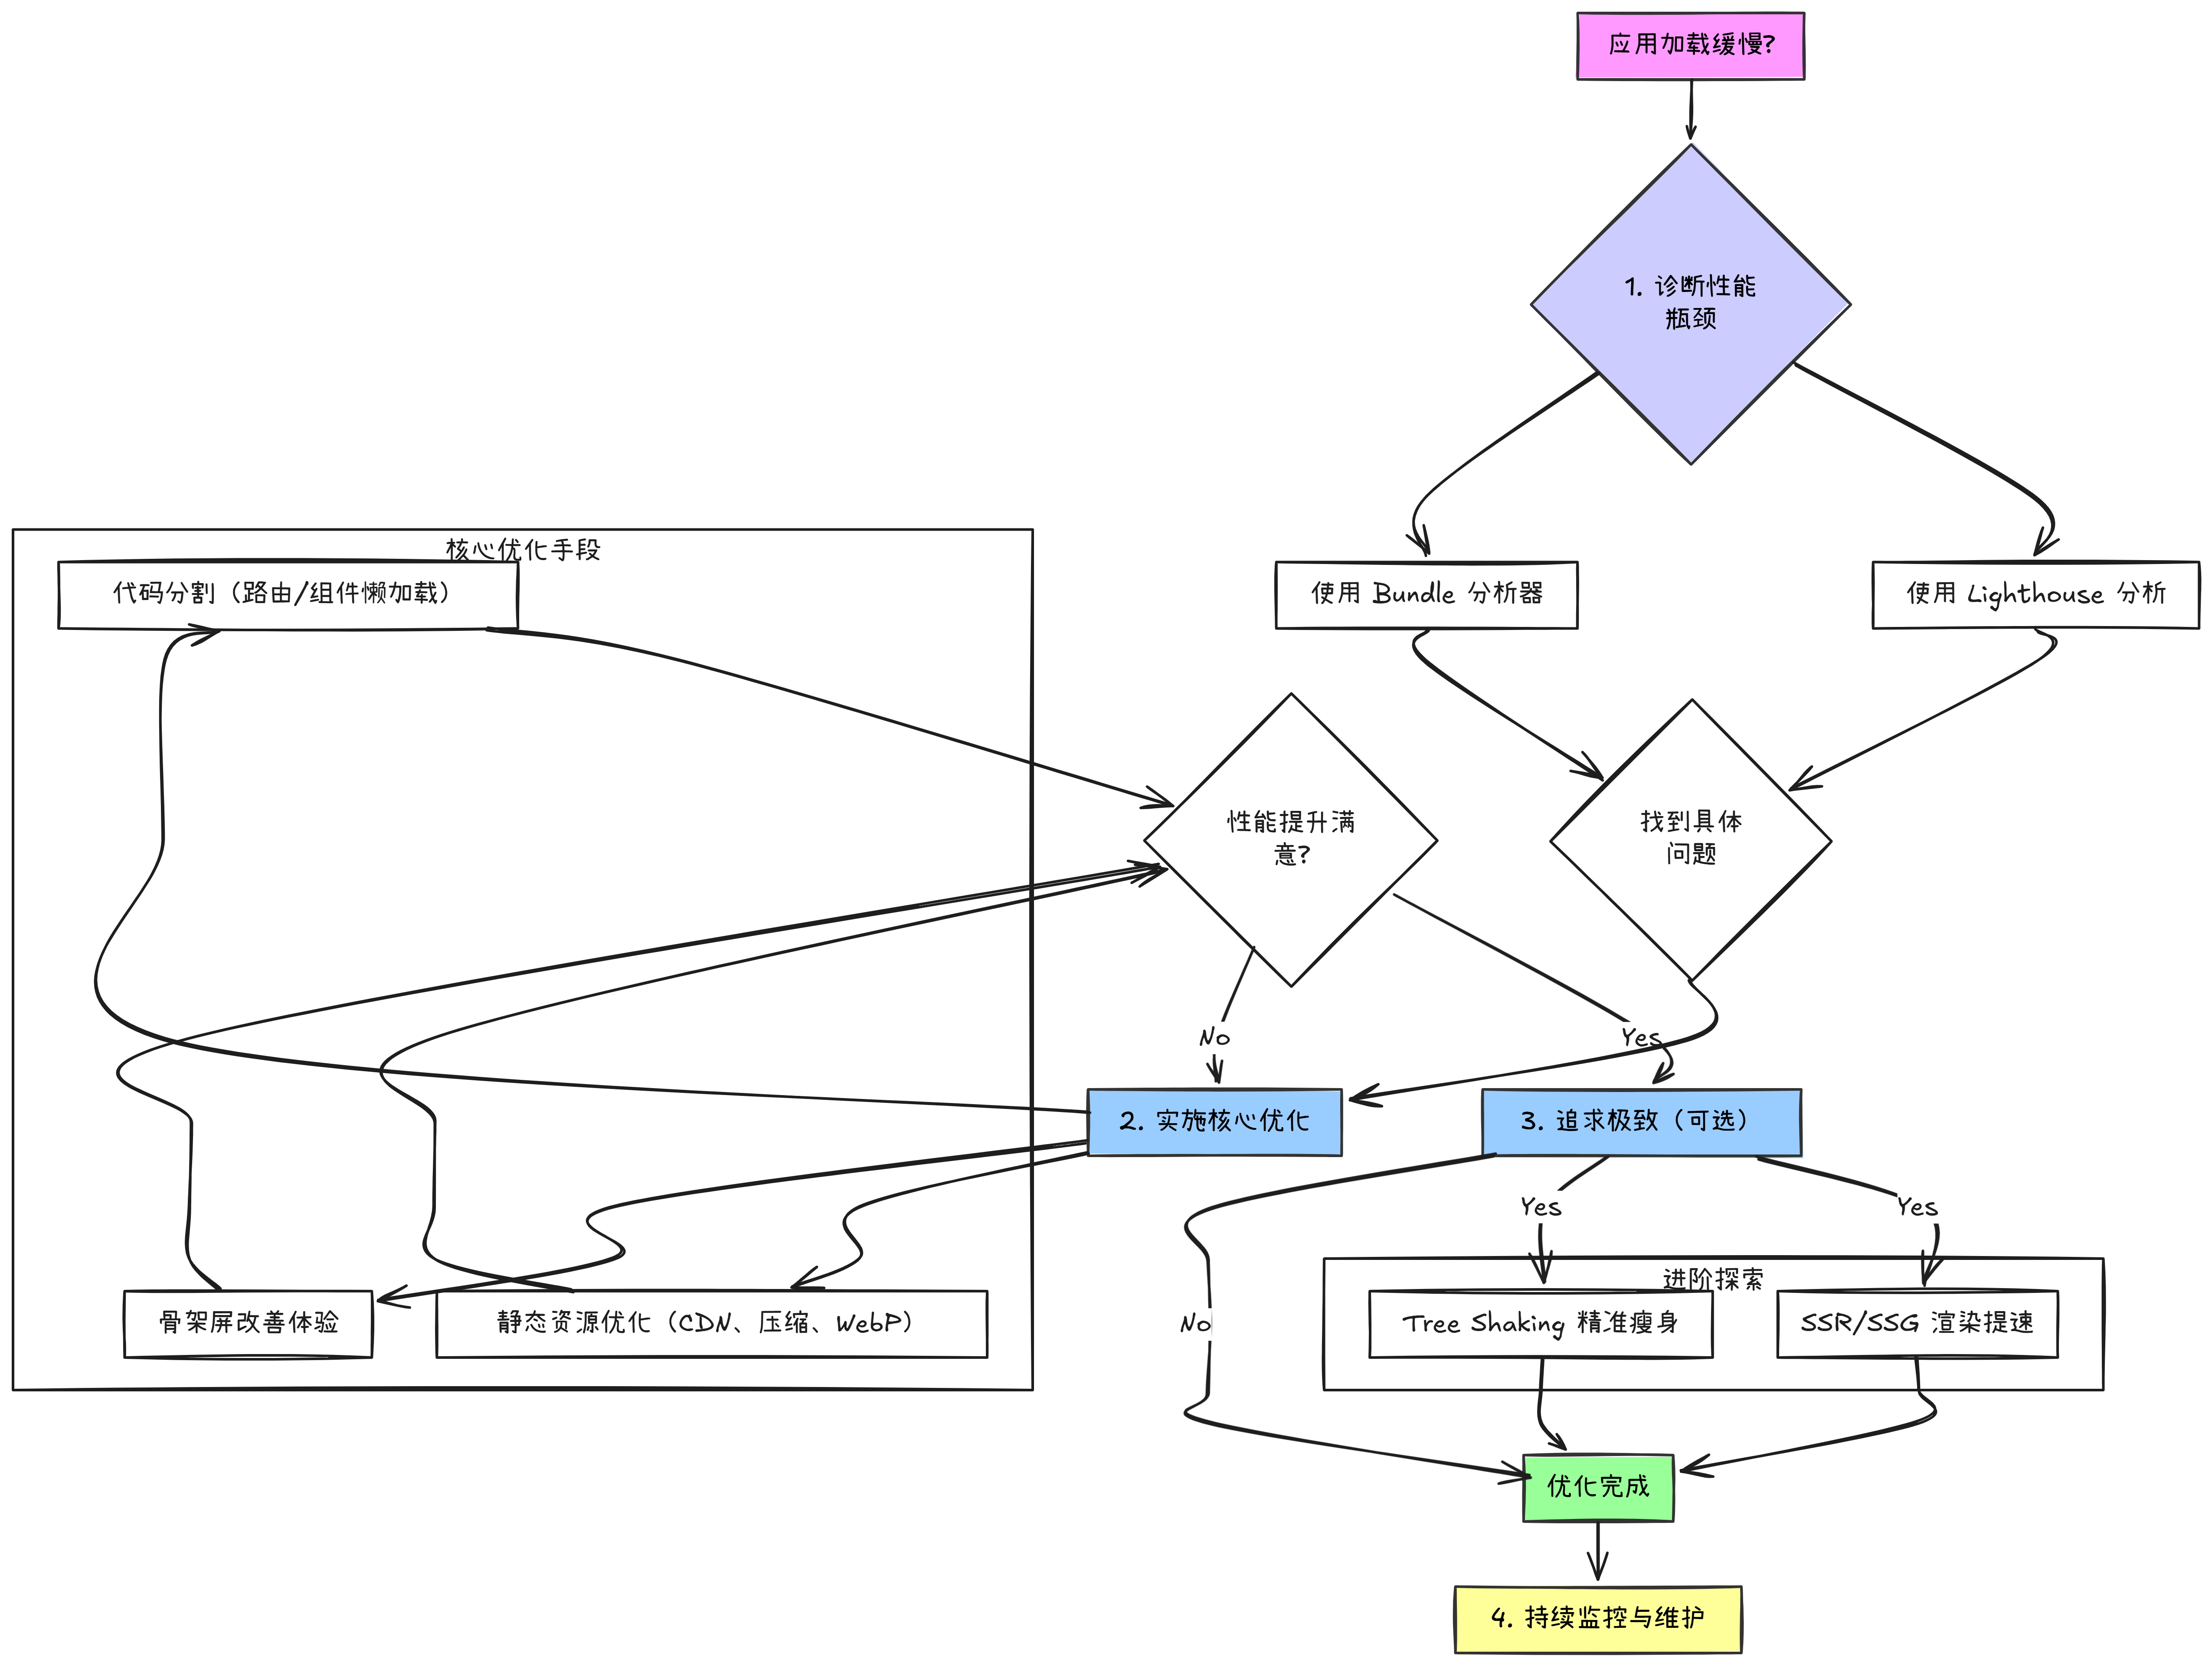 应用加载缓慢?
1. 诊断性能
瓶颈
核心优化手段
代码分割（路由/组件懒加载）
使用 Bundle 分析器
使用 Lighthouse 分析
性能提升满
意?
找到具体
问题
No
Yes
2. 实施核心优化
3. 追求极致（可选）
Yes
Yes
进阶探索
骨架屏改善体验
静态资源优化（CDN、压缩、WebP）
No
Tree Shaking 精准瘦身
SSR/SSG 渲染提速
优化完成
4. 持续监控与维护